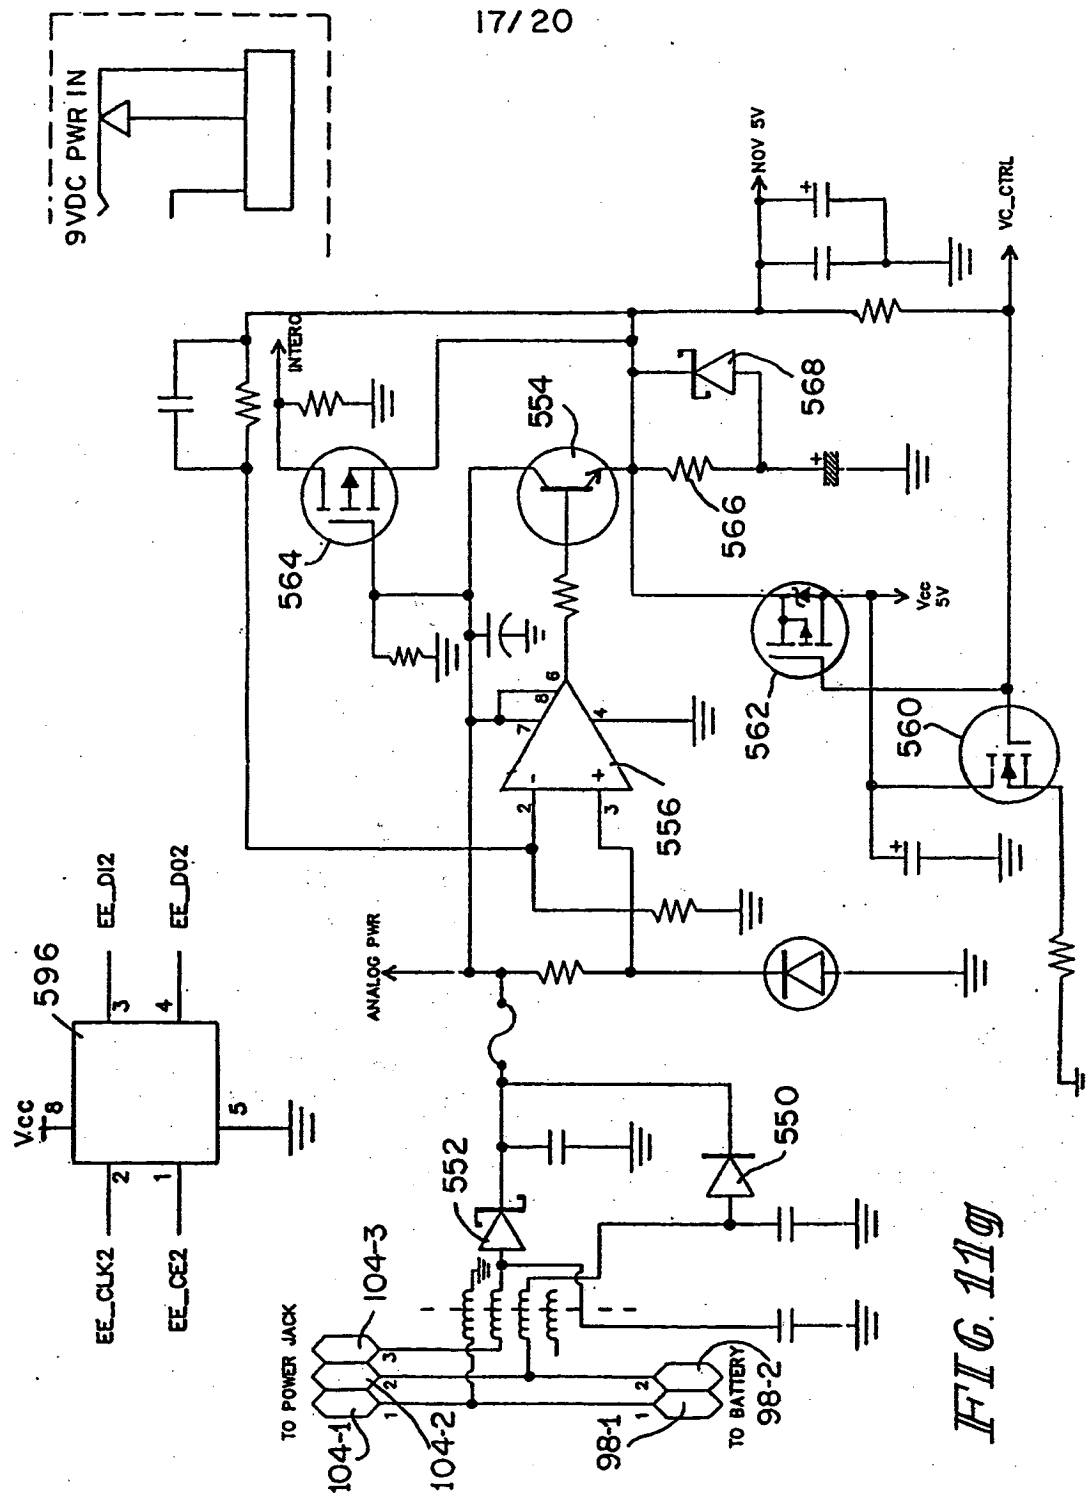 17/20
9VDC PWR IN
596
Vcc
8
EE_CLK2
2
EE_CE2
1
3
EE_DI2
4
EE_DO2
5
INTERO
564
554
NOV 5V
+
ANALOG PWR
7
8
6
2
-
3
+
4
556
566
568
+
562
Vcc
5V
VC_CTRL
560
+
TO POWER JACK
104-1
104-2
104-3
1
2
3
552
550
1
2
98-1
98-2
TO BATTERY
FIG. 11g